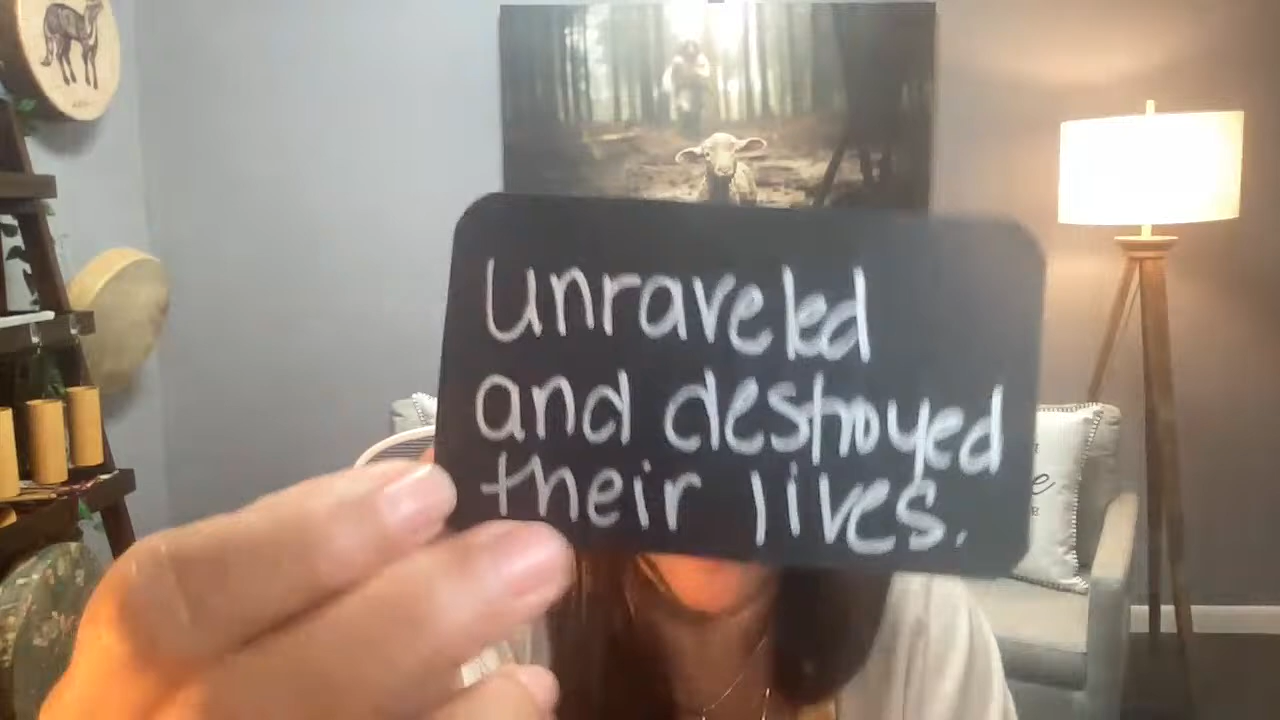 unraveled
and destroyed
their lives.